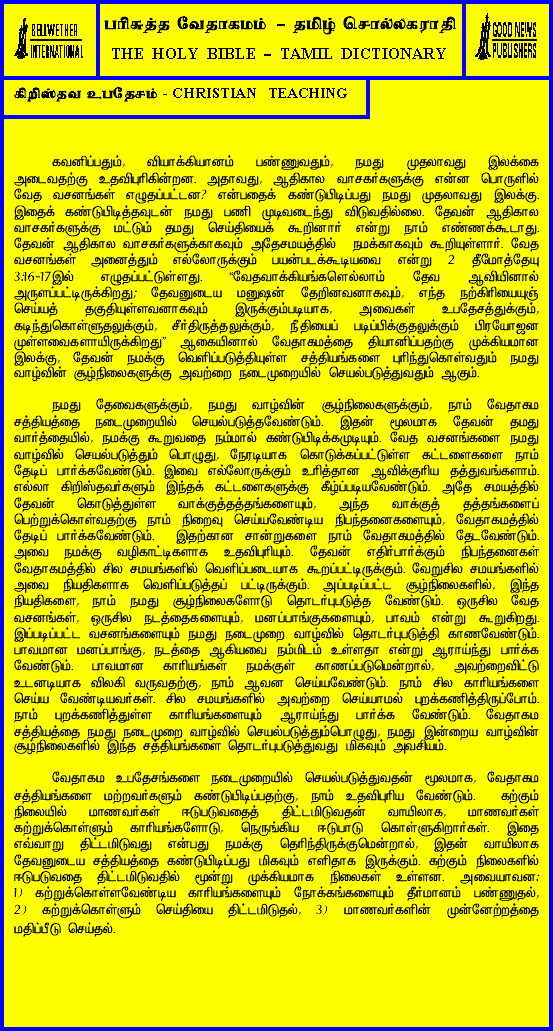 BELLWETHER
INTERNATIONAL
பரிசுத்த வேதாகமம் – தமிழ் சொல்லகராதி
THE HOLY BIBLE – TAMIL DICTIONARY
GOOD NEWS
PUBLISHERS
கிறிஸ்தவ உபதேசம் - CHRISTIAN TEACHING
கவனிப்பதும், வியாக்கியானம் பண்ணுவதும், நமது முதலாவது இலக்கை
அடைவதற்கு உதவிபுரிகின்றன. அதாவது, ஆதிகால வாசகர்களுக்கு என்ன பொருளில்
வேத வசனங்கள் எழுதப்பட்டன? என்பதைக் கண்டுபிடிப்பது நமது முதலாவது இலக்கு.
இதைக் கண்டுபிடித்தவுடன் நமது பணி முடிவடைந்து விடுவதில்லை. தேவன் ஆதிகால
வாசகர்களுக்கு மட்டும் தமது செய்தியைக் கூறினார் என்று நாம் எண்ணக்கூடாது.
தேவன் ஆதிகால வாசகர்களுக்காகவும் அதேசமயத்தில் நமக்காகவும் கூறியுள்ளார். வேத
வசனங்கள் அனைத்தும் எல்லோருக்கும் பயன்படக்கூடியவை என்று 2 தீமோத்தேயு
3:16-17இல் எழுதப்பட்டுள்ளது. “வேதவாக்கியங்களெல்லாம் தேவ ஆவியினால்
அருளப்பட்டிருக்கிறது; தேவனுடைய மனுஷன் தேறினவனாகவும், எந்த நற்கிரியையுஞ்
செய்யத் தகுதியுள்ளவனாகவும் இருக்கும்படியாக, அவைகள் உபதேசத்துக்கும்,
கடிந்துகொள்ளுதலுக்கும், சீர்திருத்தலுக்கும், நீதியைப் படிப்பிக்குதலுக்கும் பிரயோஜன
முள்ளவைகளாயிருக்கிறது” ஆகையினால் வேதாகமத்தை தியானிப்பதற்கு முக்கியமான
இலக்கு, தேவன் நமக்கு வெளிப்படுத்தியுள்ள சத்தியங்களை புரிந்துகொள்வதும் நமது
வாழ்வின் சூழ்நிலைகளுக்கு அவற்றை நடைமுறையில் செயல்படுத்துவதும் ஆகும்.
நமது தேவைகளுக்கும், நமது வாழ்வின் சூழ்நிலைகளுக்கும், நாம் வேதாகம
சத்தியத்தை நடைமுறையில் செயல்படுத்தவேண்டும். இதன் மூலமாக தேவன் தமது
வார்த்தையில், நமக்கு கூறுவதை நம்மால் கண்டுபிடிக்கமுடியும். வேத வசனங்களை நமது
வாழ்வில் செயல்படுத்தும் பொழுது, நேரடியாக கொடுக்கப்பட்டுள்ள கட்டளைகளை நாம்
தேடிப் பார்க்கவேண்டும். இவை எல்லோருக்கும் உரித்தான ஆவிக்குரிய தத்துவங்களாம்.
எல்லா கிறிஸ்தவர்களும் இந்தக் கட்டளைகளுக்கு கீழ்ப்படியவேண்டும். அதே சமயத்தில்
தேவன் கொடுத்துள்ள வாக்குத்தத்தங்களையும், அந்த வாக்குத் தத்தங்களைப்
பெற்றுக்கொள்வதற்கு நாம் நிறைவு செய்யவேண்டிய நிபந்தனைகளையும், வேதாகமத்தில்
தேடிப் பார்க்கவேண்டும். இதற்கான சான்றுகளை நாம் வேதாகமத்தில் தேடவேண்டும்.
அவை நமக்கு வழிகாட்டிகளாக உதவிபுரியும். தேவன் எதிர்பார்க்கும் நிபந்தனைகள்
வேதாகமத்தில் சில சமயங்களில் வெளிப்படையாக கூறப்பட்டிருக்கும். வேறுசில சமயங்களில்
அவை நியதிகளாக வெளிப்படுத்தப் பட்டிருக்கும். அப்படிப்பட்ட சூழ்நிலைகளில், இந்த
நியதிகளை, நாம் நமது சூழ்நிலைகளோடு தொடர்புபடுத்த வேண்டும். ஒருசில வேத
வசனங்கள், ஒருசில நடத்தைகளையும், மனப்பாங்குகளையும், பாவம் என்று கூறுகிறது.
இப்படிப்பட்ட வசனங்களையும் நமது நடைமுறை வாழ்வில் தொடர்புபடுத்தி காணவேண்டும்.
பாவமான மனப்பாங்கு, நடத்தை ஆகியவை நம்மிடம் உள்ளதா என்று ஆராய்ந்து பார்க்க
வேண்டும். பாவமான காரியங்கள் நமக்குள் காணப்படுமென்றால், அவற்றைவிட்டு
உடனடியாக விலகி வருவதற்கு, நாம் ஆவன செய்யவேண்டும். நாம் சில காரியங்களை
செய்ய வேண்டியவர்கள். சில சமயங்களில் அவற்றை செய்யாமல் புறக்கணித்திருப்போம்.
நாம் புறக்கணித்துள்ள காரியங்களையும் ஆராய்ந்து பார்க்க வேண்டும். வேதாகம
சத்தியத்தை நமது நடைமுறை வாழ்வில் செயல்படுத்தும்பொழுது, நமது இன்றைய வாழ்வின்
சூழ்நிலைகளில் இந்த சத்தியங்களை தொடர்புபடுத்துவது மிகவும் அவசியம்.
வேதாகம உபதேசங்களை நடைமுறையில் செயல்படுத்துவதன் மூலமாக, வேதாகம
சத்தியங்களை மற்றவர்களும் கண்டுபிடிப்பதற்கு, நாம் உதவிபுரிய வேண்டும். கற்கும்
நிலையில் மாணவர்கள் ஈடுபடுவதைத் திட்டமிடுவதன் வாயிலாக, மாணவர்கள்
கற்றுக்கொள்ளும் காரியங்களோடு, நெருங்கிய ஈடுபாடு கொள்ளுகிறார்கள். இதை
எவ்வாறு திட்டமிடுவது என்பது நமக்கு தெரிந்திருக்குமென்றால், இதன் வாயிலாக
தேவனுடைய சத்தியத்தை கண்டுபிடிப்பது மிகவும் எளிதாக இருக்கும். கற்கும் நிலைகளில்
ஈடுபடுவதை திட்டமிடுவதில் மூன்று முக்கியமாக நிலைகள் உள்ளன. அவையாவன:
1) கற்றுக்கொள்ளவேண்டிய காரியங்களையும் நோக்கங்களையும் தீர்மானம் பண்ணுதல்,
2) கற்றுக்கொள்ளும் செய்தியை திட்டமிடுதல், 3) மாணவர்களின் முன்னேற்றத்தை
மதிப்பீடு செய்தல்.